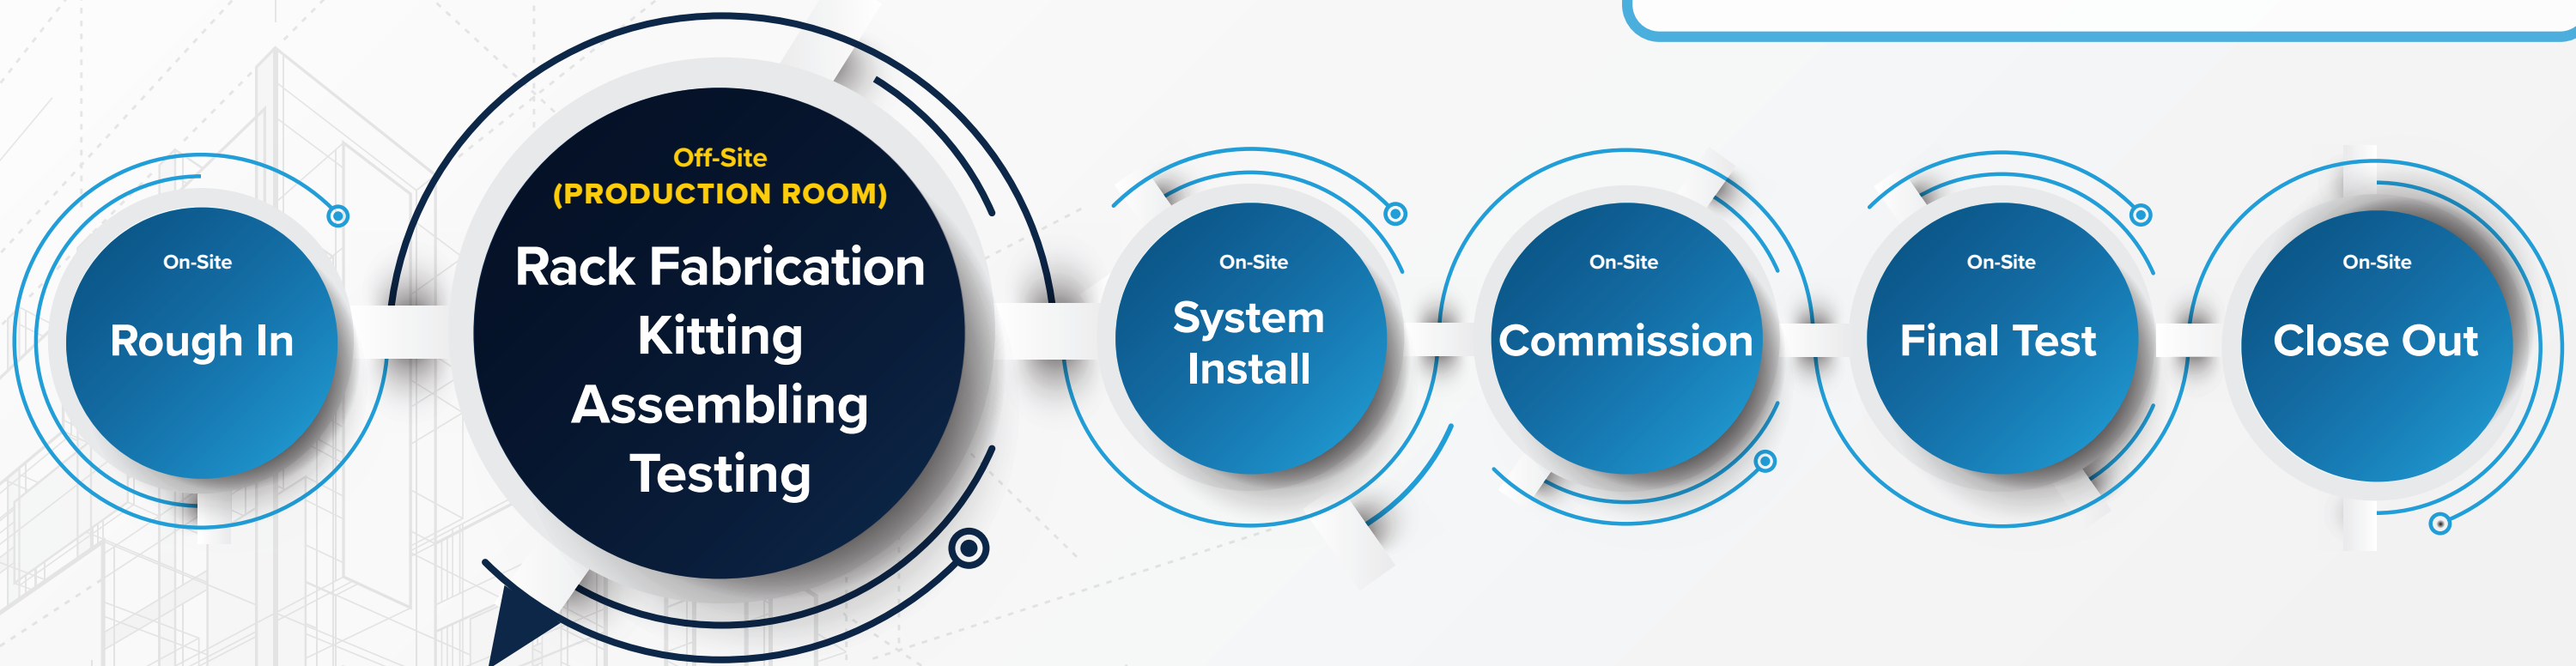 On-Site
Rough In
Off-Site
(PRODUCTION ROOM)
Rack Fabrication
Kitting
Assembling
Testing
On-Site
System
Install
On-Site
Commission
On-Site
Final Test
On-Site
Close Out